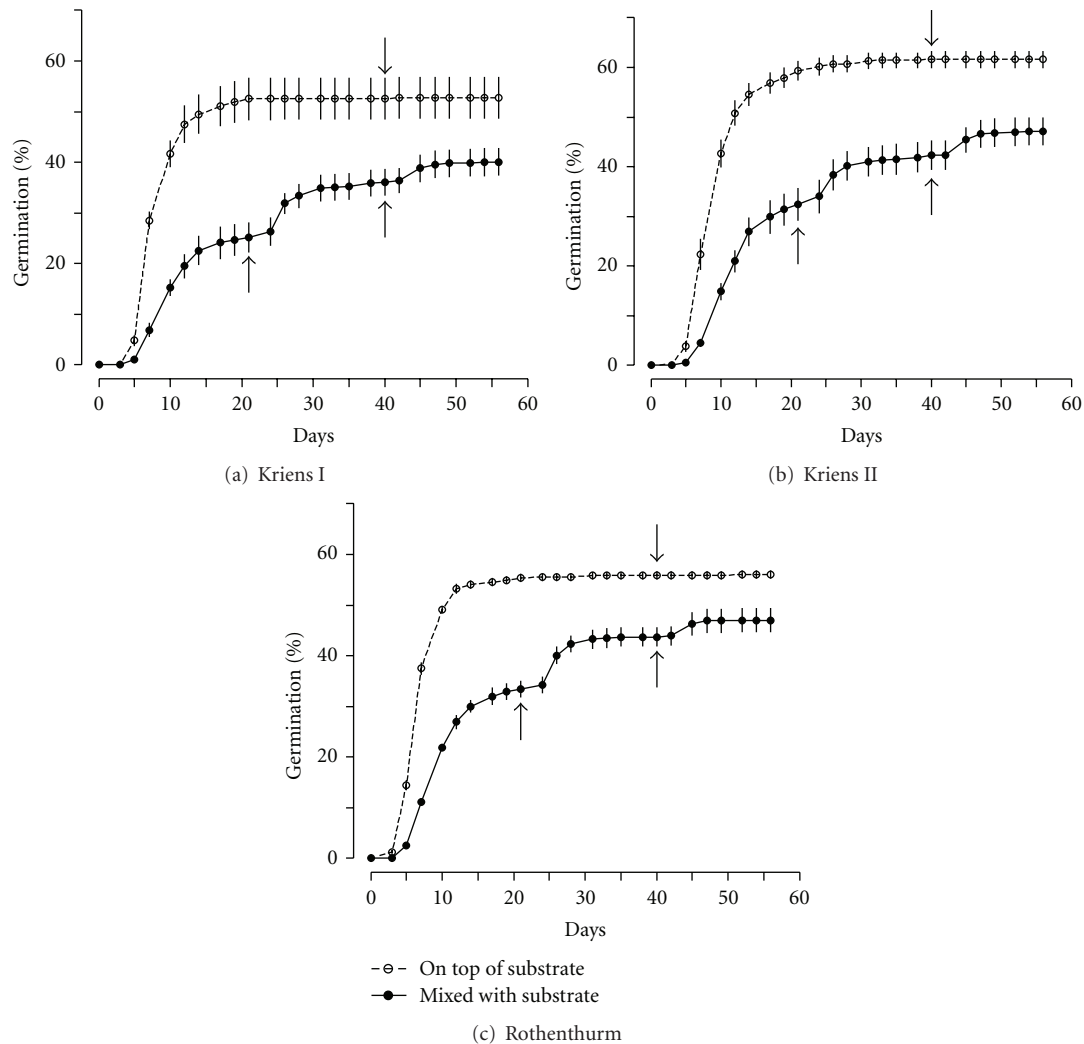 60
40
20
0
Germination (%)
0 10 20 30 40 50 60
Days
(a) Kriens I
60
40
20
0
Germination (%)
0 10 20 30 40 50 60
Days
(b) Kriens II
60
40
20
0
Germination (%)
0 10 20 30 40 50 60
Days
On top of substrate
Mixed with substrate
(c) Rothenthurm